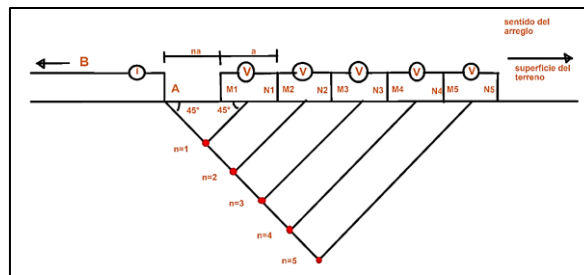 sentido del
arreglo
na a
B I V V V V V
superficie del
terreno
A M1 N1 M2 N2 M3 N3 M4 N4 M5 N5
45° 45°
n=1
n=2
n=3
n=4
n=5